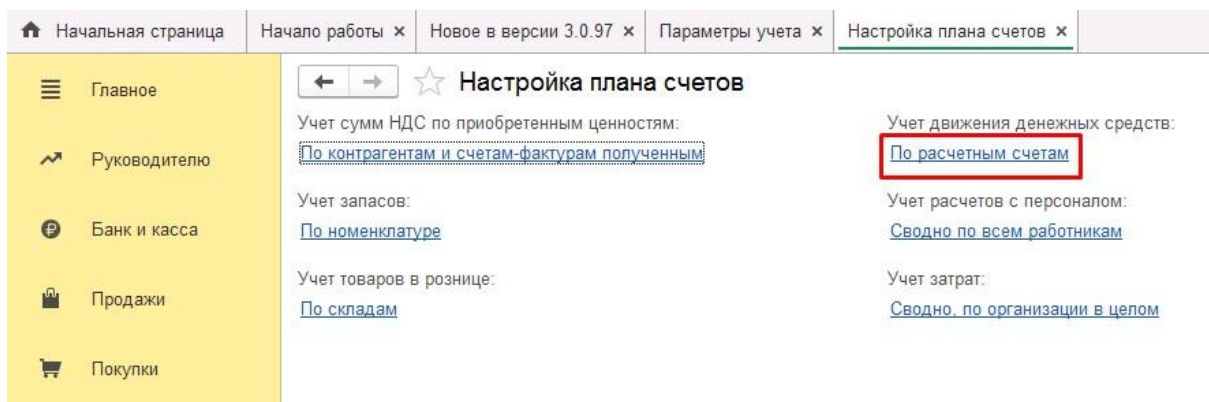 Начальная страница
Начало работы ×
Новое в версии 3.0.97 ×
Параметры учета ×
Настройка плана счетов ×
Главное
Руководителю
Банк и касса
Продажи
Покупки
Настройка плана счетов
Учет сумм НДС по приобретенным ценностям:
По контрагентам и счетам-фактурам полученным
Учет запасов:
По номенклатуре
Учет товаров в рознице:
По складам
Учет движения денежных средств:
По расчетным счетам
Учет расчетов с персоналом:
Сводно по всем работникам
Учет затрат:
Сводно, по организации в целом